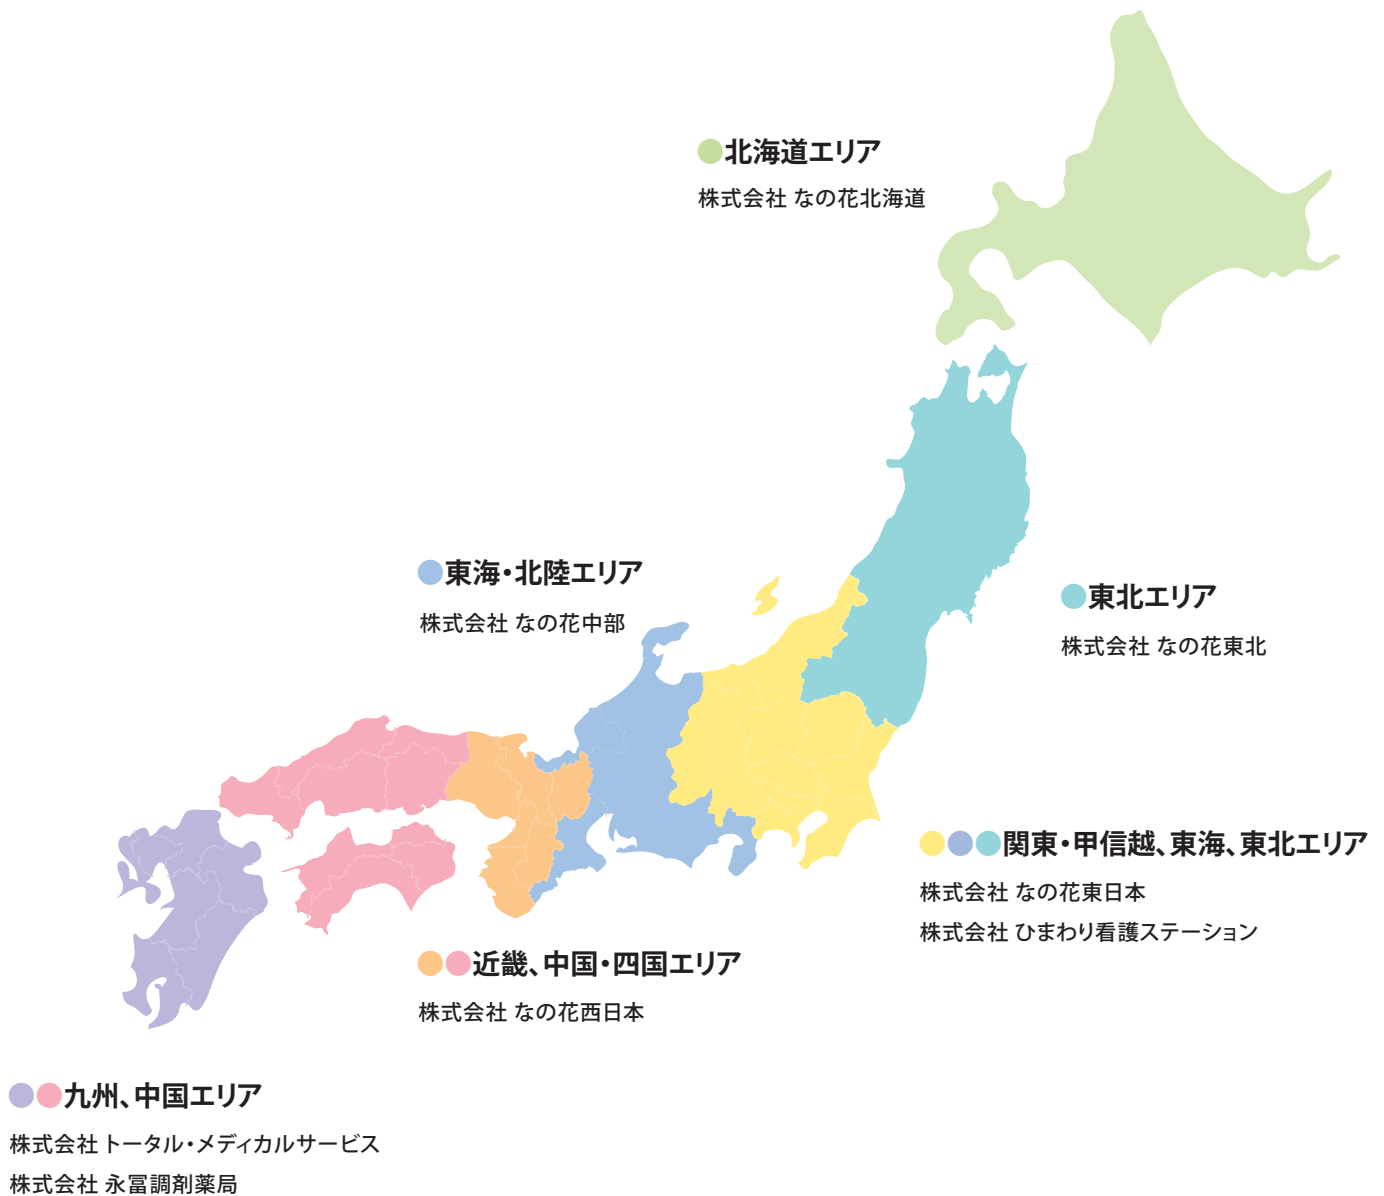 北海道エリア
株式会社 なの花北海道
東海・北陸エリア
株式会社 なの花中部
東北エリア
株式会社 なの花東北
関東・甲信越、東海、東北エリア
株式会社 なの花東日本
株式会社 ひまわり看護ステーション
近畿、中国・四国エリア
株式会社 なの花西日本
九州、中国エリア
株式会社 トータル・メディカルサービス
株式会社 永冨調剤薬局